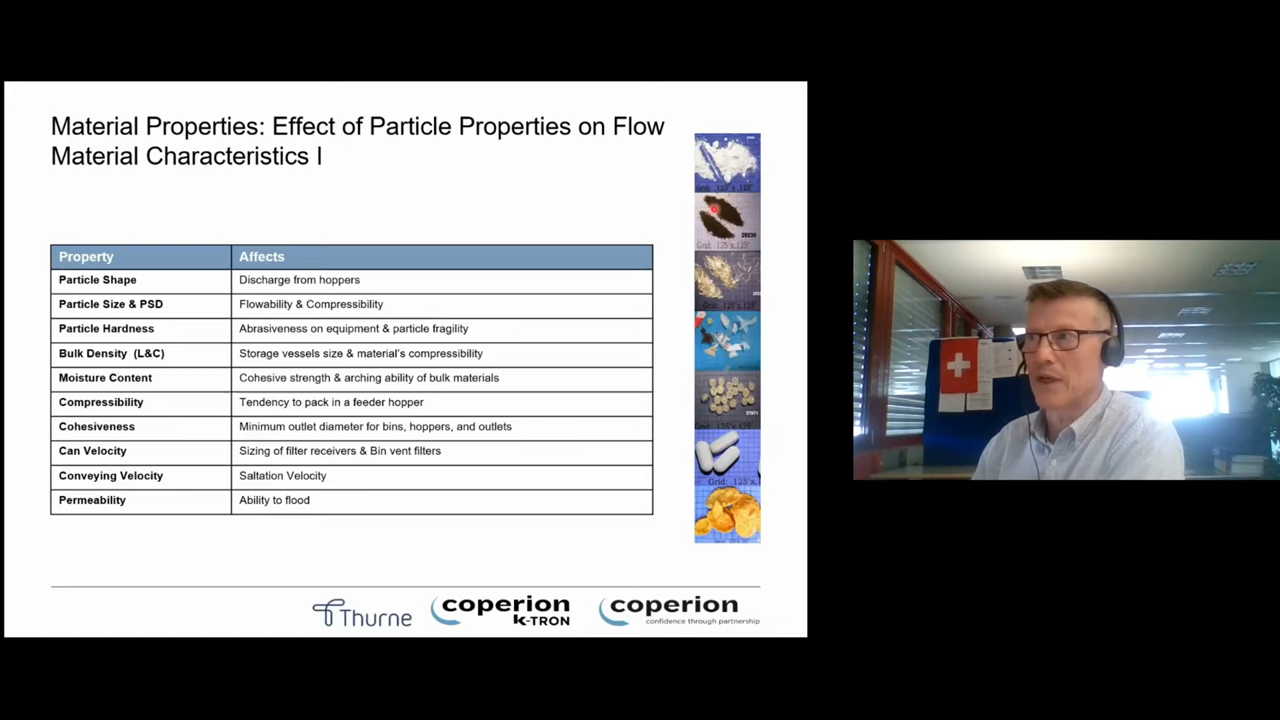 Material Properties: Effect of Particle Properties on Flow
Material Characteristics I
Property Affects
Particle Shape Discharge from hoppers
Particle Size & PSD Flowability & Compressibility
Particle Hardness Abrasiveness on equipment & particle fragility
Bulk Density (L&C) Storage vessels size & material's compressibility
Moisture Content Cohesive strength & arching ability of bulk materials
Compressibility Tendency to pack in a feeder hopper
Cohesiveness Minimum outlet diameter for bins, hoppers, and outlets
Can Velocity Sizing of filter receivers & Bin vent filters
Conveying Velocity Saltation Velocity
Permeability Ability to flood
Thurne
coperion
K-TRON
coperion
confidence through partnership